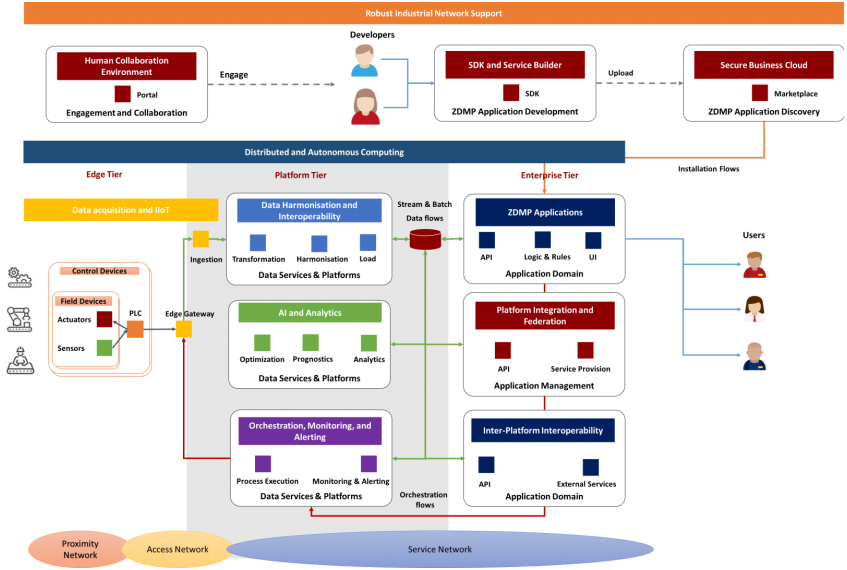 Robust Industrial Network Support
Developers
Human Collaboration
Environment
Portal
Engagement and Collaboration
Engage
SDK and Service Builder
SDK
ZDMP Application Development
Upload
Secure Business Cloud
Marketplace
ZDMP Application Discovery
Distributed and Autonomous Computing
Installation Flows
Edge Tier
Platform Tier
Enterprise Tier
Data acquisition and IIoT
Ingestion
Data Harmonisation and
Interoperability
Transformation
Harmonisation
Load
Data Services & Platforms
Stream & Batch
Data flows
ZDMP Applications
API
Logic & Rules
UI
Application Domain
Users
Control Devices
Field Devices
Actuators
Sensors
PLC
Edge Gateway
AI and Analytics
Optimization
Prognostics
Analytics
Data Services & Platforms
Platform Integration and
Federation
API
Service Provision
Application Management
Orchestration, Monitoring, and
Alerting
Process Execution
Monitoring & Alerting
Data Services & Platforms
Orchestration
flows
Inter-Platform Interoperability
API
External Services
Application Domain
Proximity
Network
Access Network
Service Network